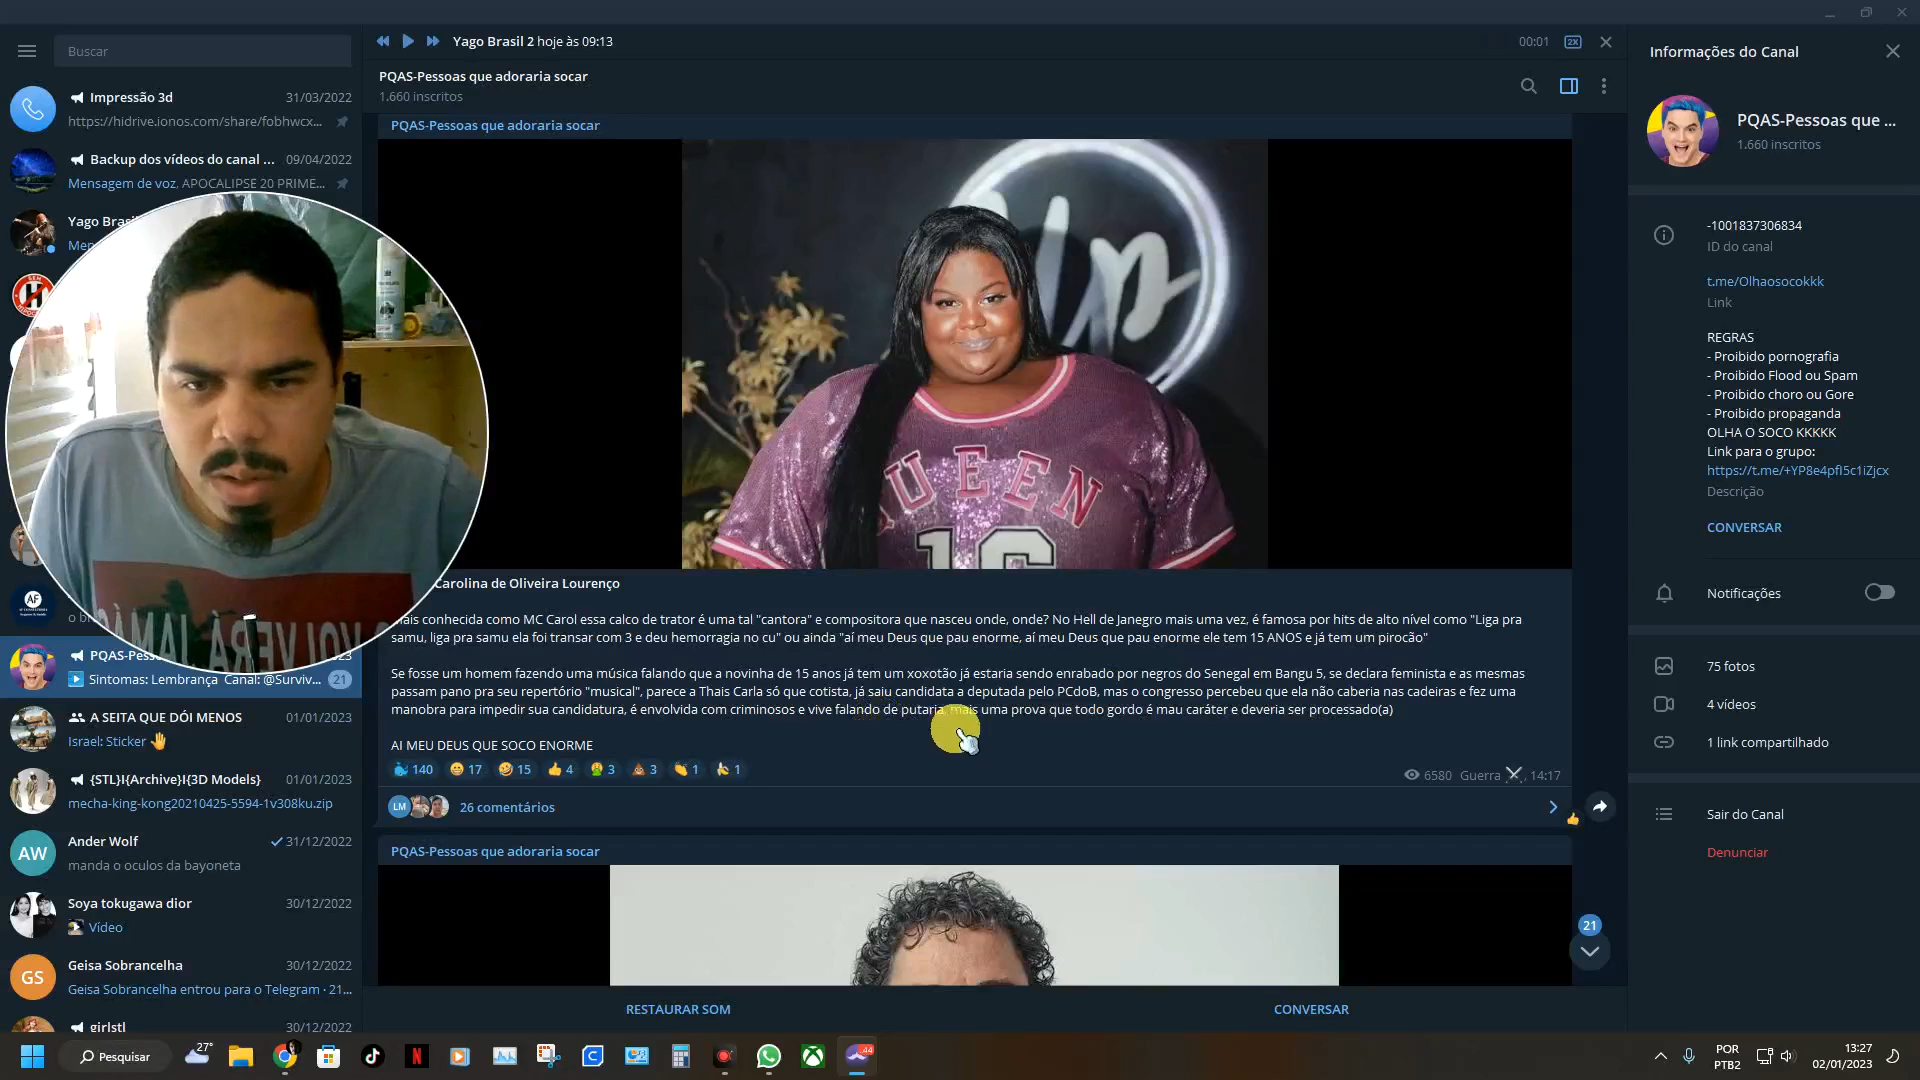 Buscar
Impressão 3d
31/03/2022
https://hidrive.ionos.com/share/fobhwcx...
Backup dos vídeos do canal ...
09/04/2022
Mensagem de voz, APOCALIPSE 20 PRIME...
Yago Bras
Men
AF
o b
PQAS-Pess
Sintomas: Lembrança Canal: @Surviv...
21
A SEITA QUE DÓI MENOS
01/01/2023
Israel: Sticker 🤚
{STL}I{Archive}I{3D Models}
01/01/2023
mecha-king-kong20210425-5594-1v308ku.zip
AW
Ander Wolf
31/12/2022
manda o oculos da bayoneta
Soya tokugawa dior
30/12/2022
Vídeo
GS
Geisa Sobrancelha
30/12/2022
Geisa Sobrancelha entrou para o Telegram · 21...
girlstl
30/12/2022
Yago Brasil 2 hoje às 09:13
00:01
2X
PQAS-Pessoas que adoraria socar
1.660 inscritos
PQAS-Pessoas que adoraria socar
QUEEN
16
Carolina de Oliveira Lourenço
ais conhecida como MC Carol essa calco de trator é uma tal "cantora" e compositora que nasceu onde, onde? No Hell de Janegro mais uma vez, é famosa por hits de alto nível como "Liga pra
samu, liga pra samu ela foi transar com 3 e deu hemorragia no cu" ou ainda "aí meu Deus que pau enorme, aí meu Deus que pau enorme ele tem 15 ANOS e já tem um pirocão"
Se fosse um homem fazendo uma música falando que a novinha de 15 anos já tem um xoxotão já estaria sendo enrabado por negros do Senegal em Bangu 5, se declara feminista e as mesmas
passam pano pra seu repertório "musical", parece a Thais Carla só que cotista, já saiu candidata a deputada pelo PCdoB, mas o congresso percebeu que ela não caberia nas cadeiras e fez uma
manobra para impedir sua candidatura, é envolvida com criminosos e vive falando de putaria, mais uma prova que todo gordo é mau caráter e deveria ser processado(a)
AI MEU DEUS QUE SOCO ENORME
🐳 140 😁 17 🤣 15 👍 4 🤮 3 💩 3 👏 1 🍌 1
6580 Guerra , 14:17
LM
26 comentários
PQAS-Pessoas que adoraria socar
21
RESTAURAR SOM
CONVERSAR
Informações do Canal
PQAS-Pessoas que ...
1.660 inscritos
-1001837306834
ID do canal
t.me/Olhaosocokkk
Link
REGRAS
- Proibido pornografia
- Proibido Flood ou Spam
- Proibido choro ou Gore
- Proibido propaganda
OLHA O SOCO KKKKK
Link para o grupo:
https://t.me/+YP8e4pfI5c1iZjcx
Descrição
CONVERSAR
Notificações
75 fotos
4 vídeos
1 link compartilhado
Sair do Canal
Denunciar
27°
Pesquisar
44
POR
PTB2
13:27
02/01/2023